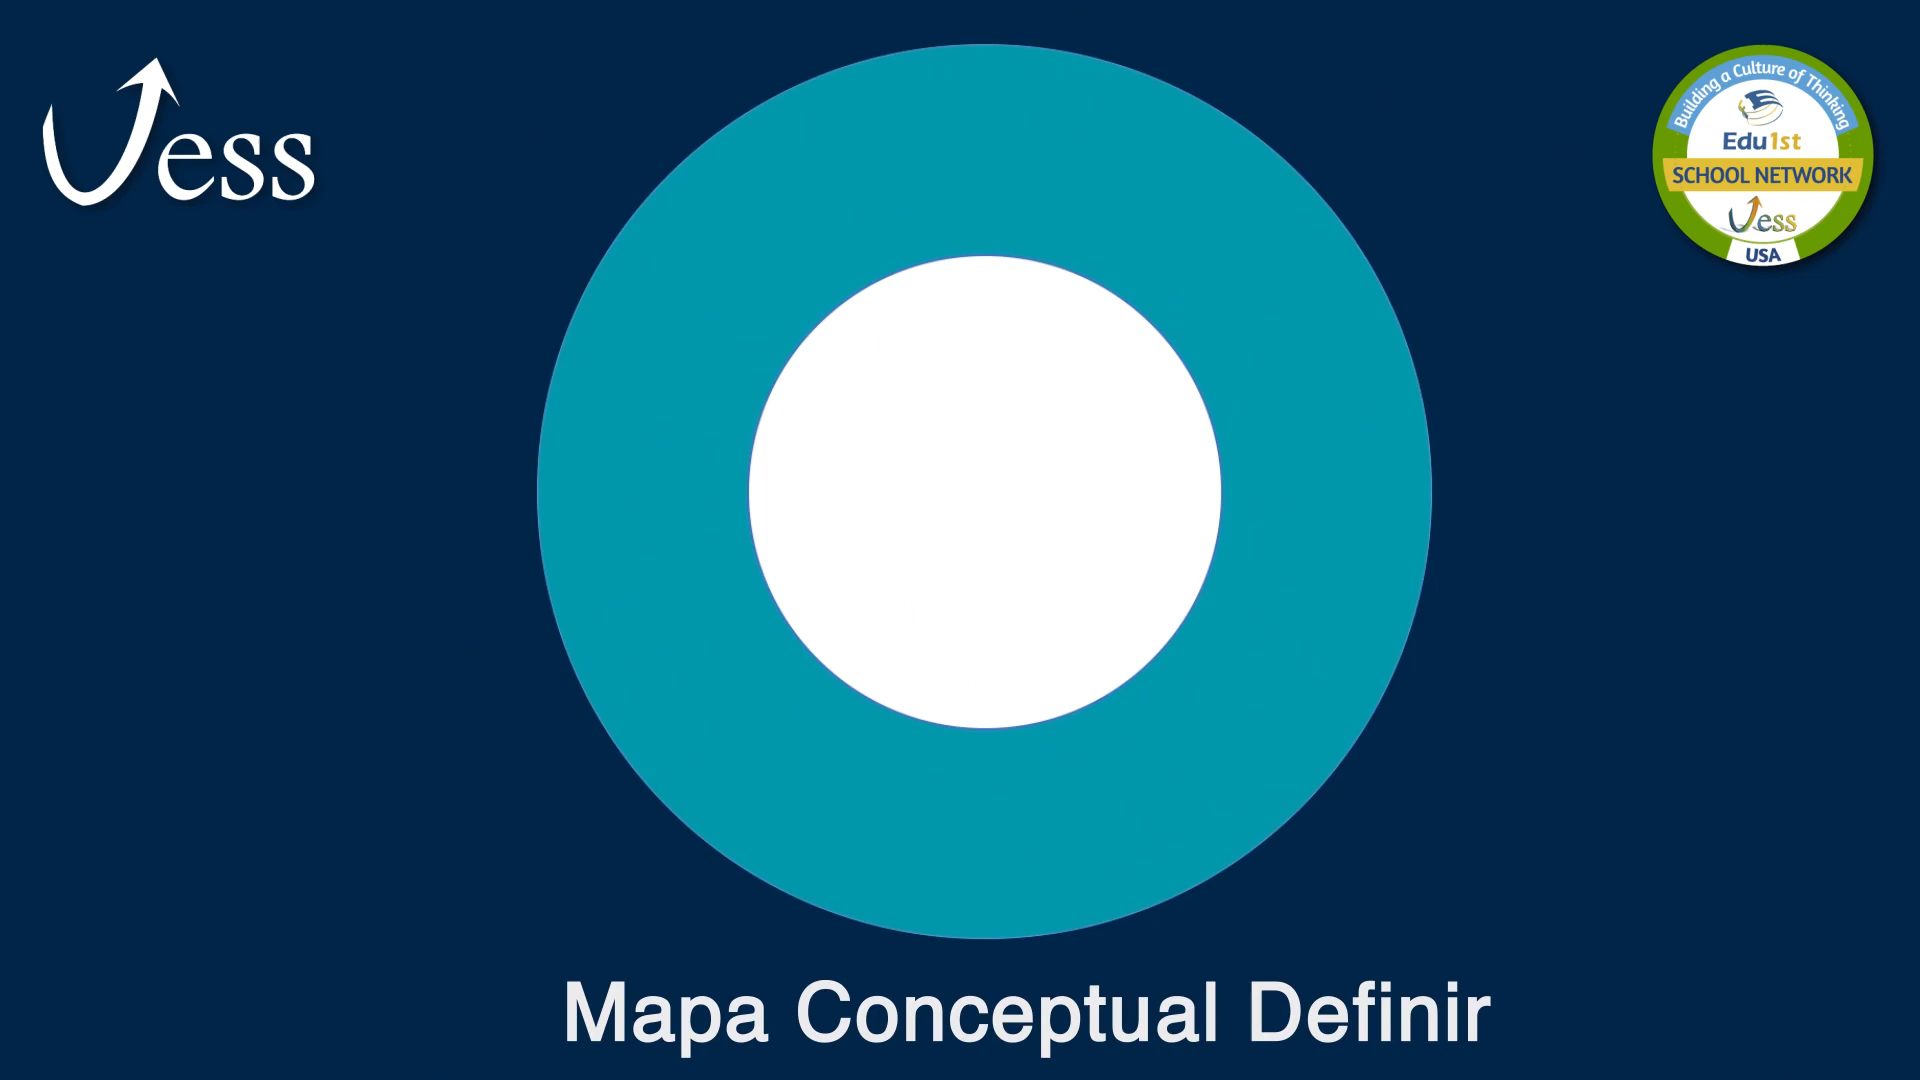 Vess
Building a Culture of Thinking
Edu1st
SCHOOL NETWORK
Vess
USA
Mapa Conceptual Definir